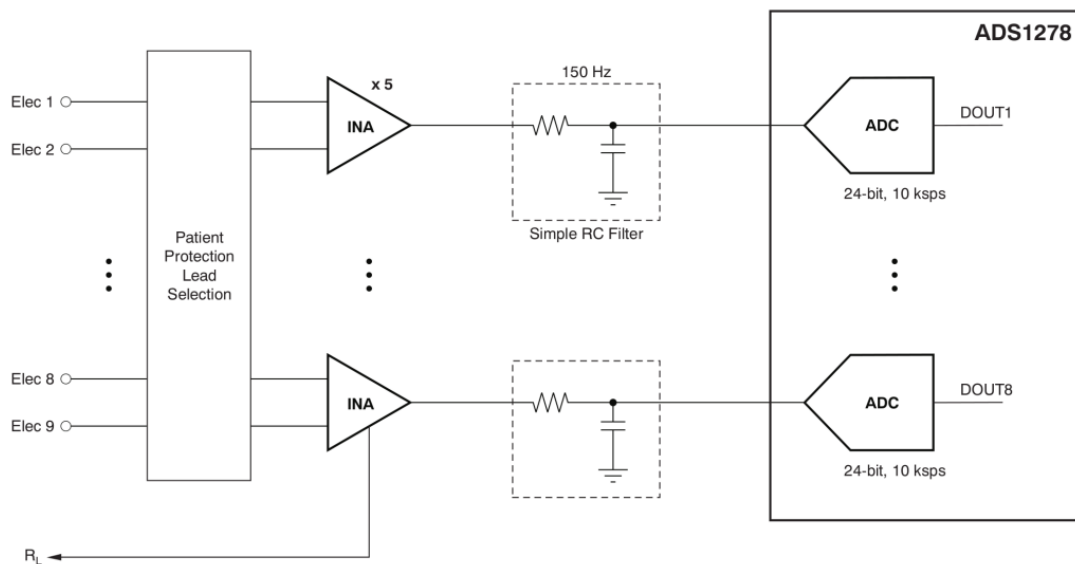 ADS1278
150 Hz
x 5
Elec 1
INA
ADC
DOUT1
Elec 2
24-bit, 10 ksps
Simple RC Filter
Patient
Protection
Lead
Selection
Elec 8
INA
ADC
DOUT8
Elec 9
24-bit, 10 ksps
RL